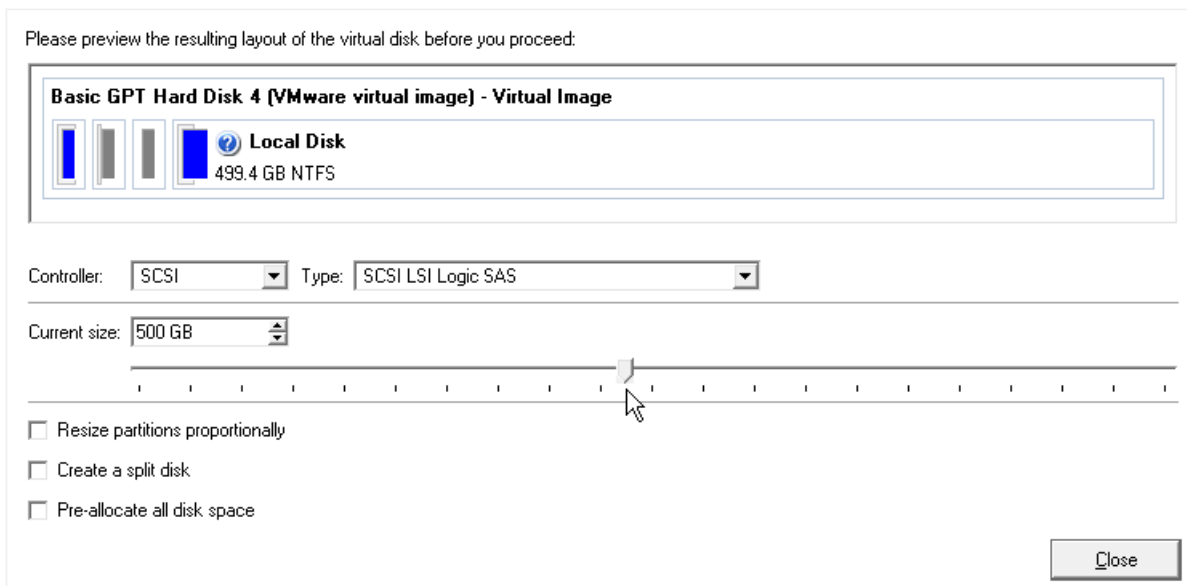 Please preview the resulting layout of the virtual disk before you proceed:
Basic GPT Hard Disk 4 (VMware virtual image) - Virtual Image
Local Disk
499.4 GB NTFS
Controller: SCSI Type: SCSI LSI Logic SAS
Current size: 500 GB
Resize partitions proportionally
Create a split disk
Pre-allocate all disk space
Close